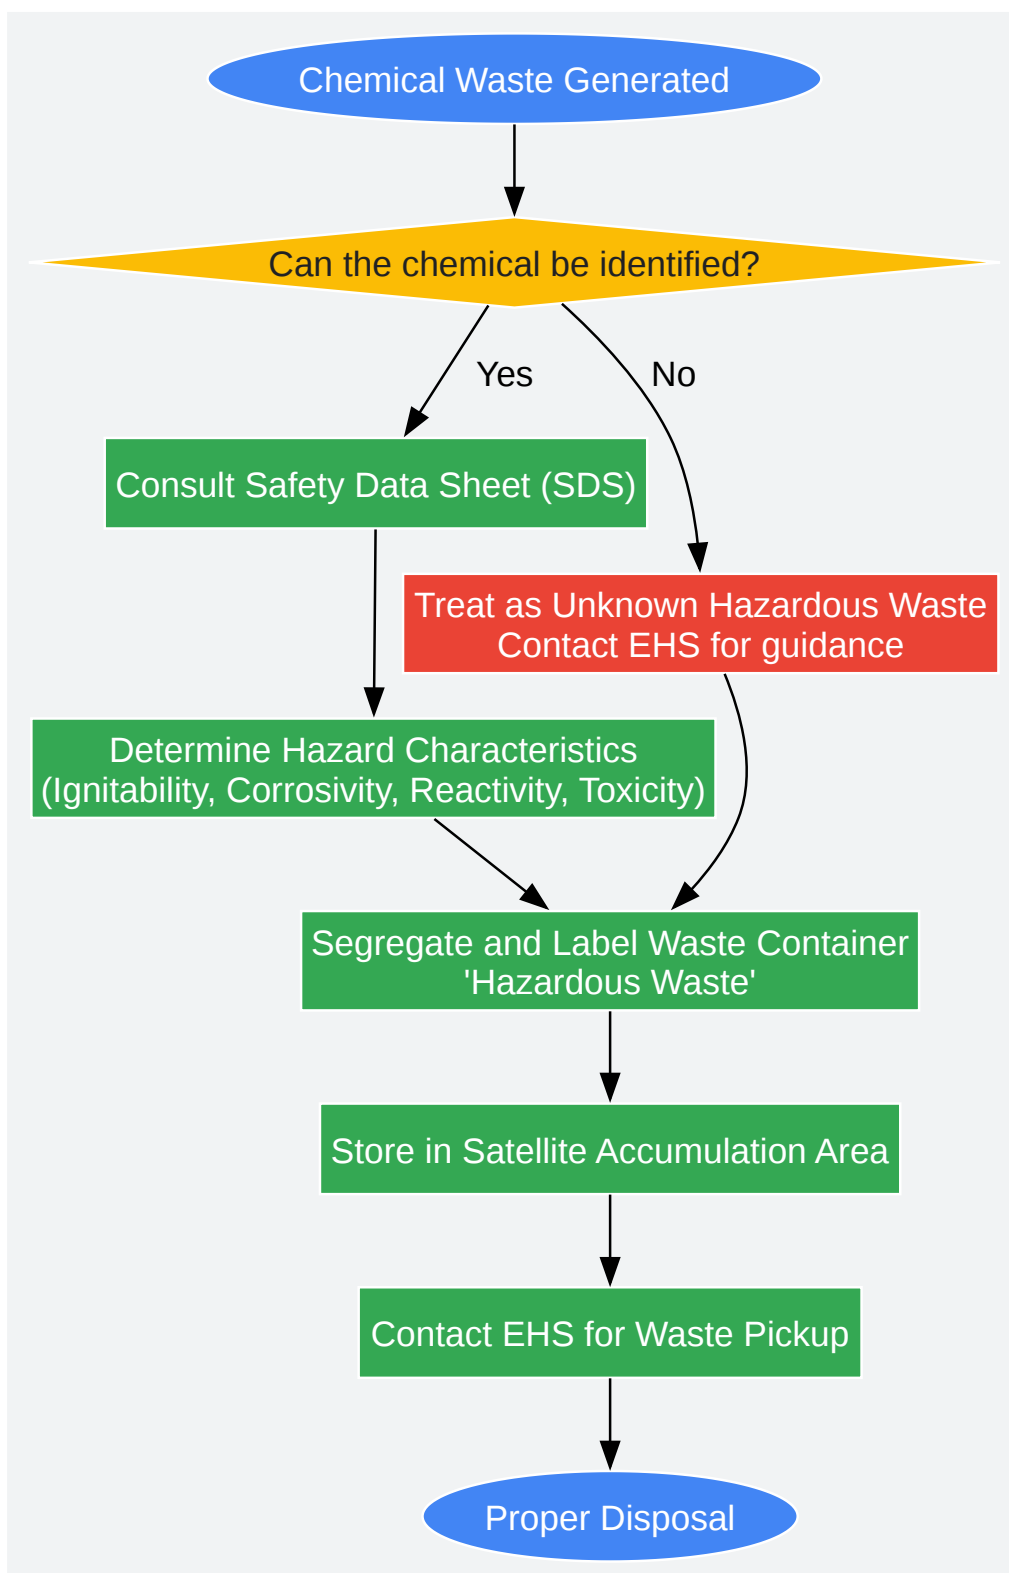 Chemical Waste Generated
Can the chemical be identified?
Yes
No
Consult Safety Data Sheet (SDS)
Treat as Unknown Hazardous Waste
Contact EHS for guidance
Determine Hazard Characteristics
(Ignitability, Corrosivity, Reactivity, Toxicity)
Segregate and Label Waste Container
'Hazardous Waste'
Store in Satellite Accumulation Area
Contact EHS for Waste Pickup
Proper Disposal